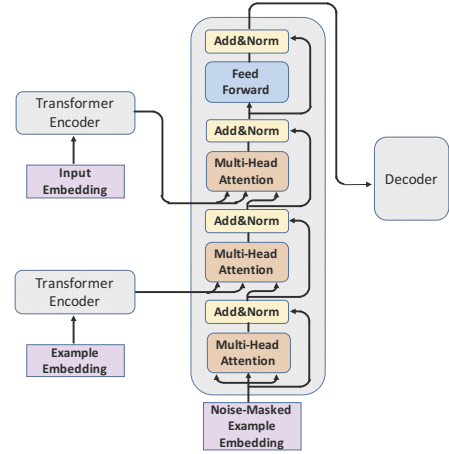 Add&Norm
Feed
Forward
Transformer
Encoder
Add&Norm
Multi-Head
Attention
Input
Embedding
Decoder
Add&Norm
Transformer
Encoder
Multi-Head
Attention
Add&Norm
Example
Embedding
Multi-Head
Attention
Noise-Masked
Example
Embedding